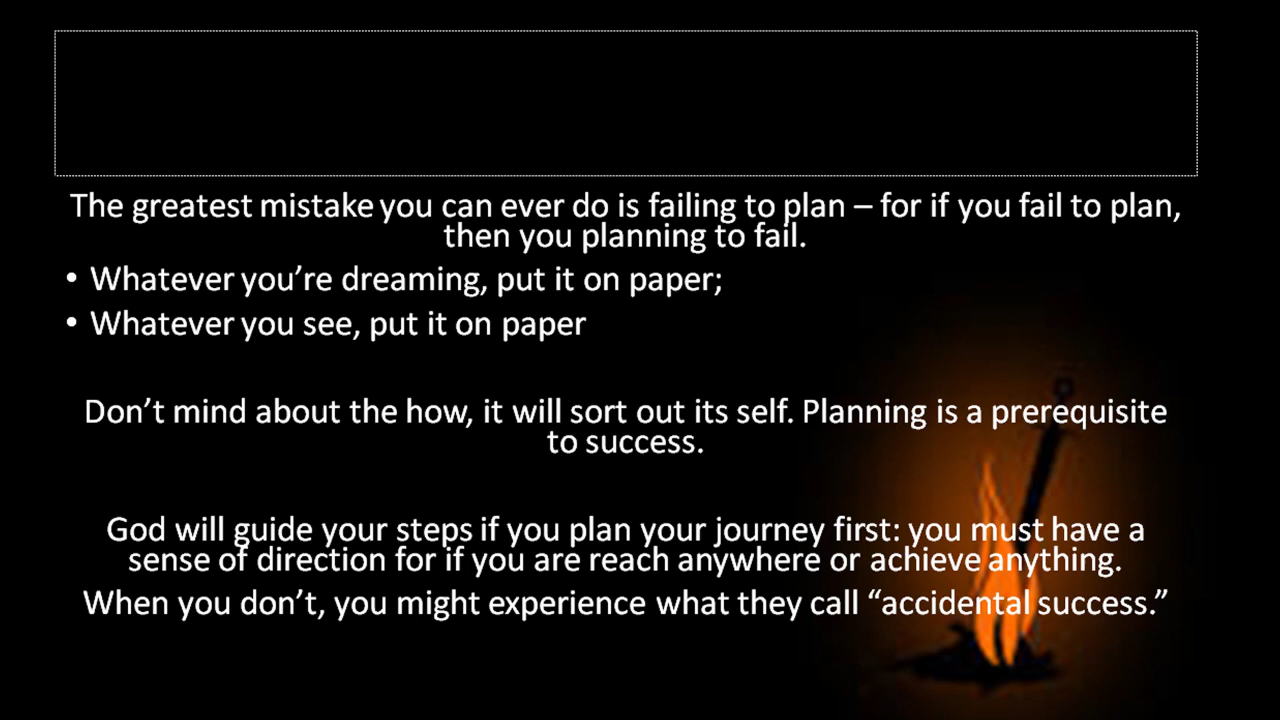 The greatest mistake you can ever do is failing to plan – for if you fail to plan,
then you planning to fail.
• Whatever you’re dreaming, put it on paper;
• Whatever you see, put it on paper
Don’t mind about the how, it will sort out its self. Planning is a prerequisite
to success.
God will guide your steps if you plan your journey first: you must have a
sense of direction for if you are reach anywhere or achieve anything.
When you don’t, you might experience what they call “accidental success.”